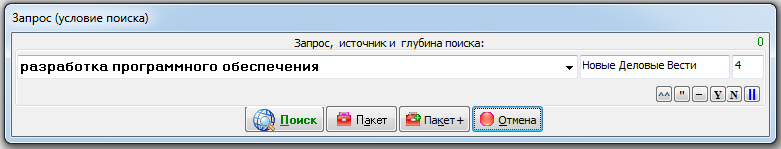 Запрос (условие поиска)
Запрос, источник и глубина поиска: 0
разработка программного обеспечения Новые Деловые Вести 4
^^ " – Y N ||
Поиск Пакет Пакет+ Отмена